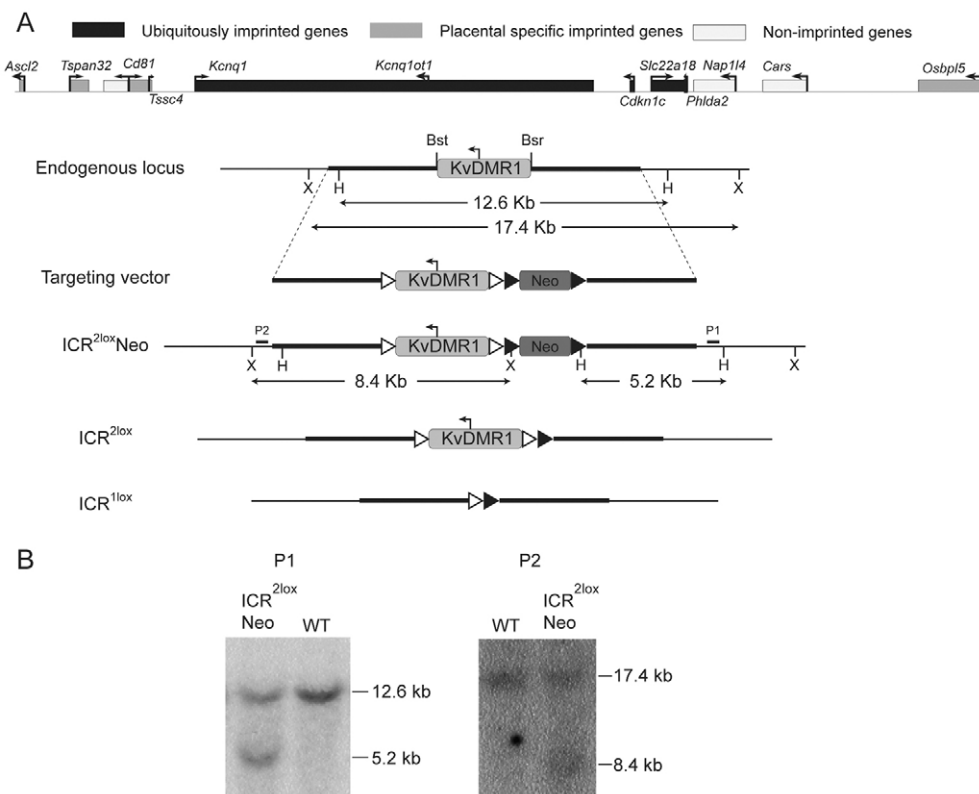 A
Ubiquitously imprinted genes
Placental specific imprinted genes
Non-imprinted genes
Ascl2
Tspan32
Cd81
Tssc4
Kcnq1
Kcnq1ot1
Cdkn1c
Slc22a18
Phlda2
Nap1l4
Cars
Osbpl5
Endogenous locus
Bst
KvDMR1
Bsr
X
H
H
X
12.6 Kb
17.4 Kb
Targeting vector
KvDMR1
Neo
ICR2loxNeo
P2
KvDMR1
Neo
P1
X
H
X
H
H
X
8.4 Kb
5.2 Kb
ICR2lox
KvDMR1
ICR1lox
B
P1
ICR2lox
Neo
WT
12.6 kb
5.2 kb
P2
WT
ICR2lox
Neo
17.4 kb
8.4 kb